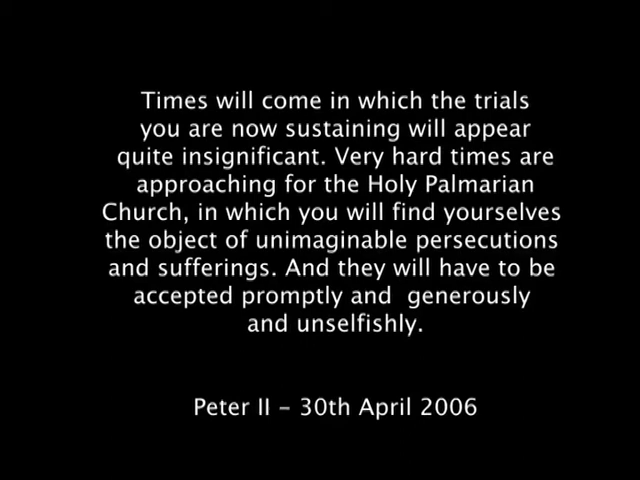 Times will come in which the trials
you are now sustaining will appear
quite insignificant. Very hard times are
approaching for the Holy Palmarian
Church, in which you will find yourselves
the object of unimaginable persecutions
and sufferings. And they will have to be
accepted promptly and  generously
and unselfishly.
Peter II – 30th April 2006